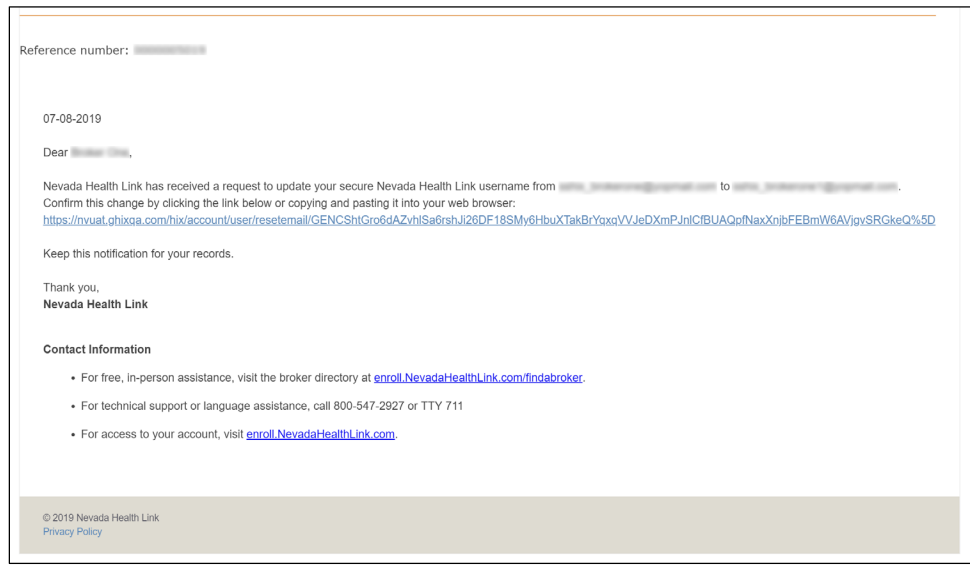 Reference number:
07-08-2019
Dear ,
Nevada Health Link has received a request to update your secure Nevada Health Link username from to .
Confirm this change by clicking the link below or copying and pasting it into your web browser:
https://nvuat.ghixqa.com/hix/account/user/resetemail/GENCShtGro6dAZvhlSa6rshJi26DF18SMy6HbuXTakBrYqxqVVJeDXmPJnlCfBUAQpfNaxXnjbFEBmW6AVjgvSRGkeQ%5D
Keep this notification for your records.
Thank you,
Nevada Health Link
Contact Information
• For free, in-person assistance, visit the broker directory at enroll.NevadaHealthLink.com/findabroker.
• For technical support or language assistance, call 800-547-2927 or TTY 711
• For access to your account, visit enroll.NevadaHealthLink.com.
© 2019 Nevada Health Link
Privacy Policy